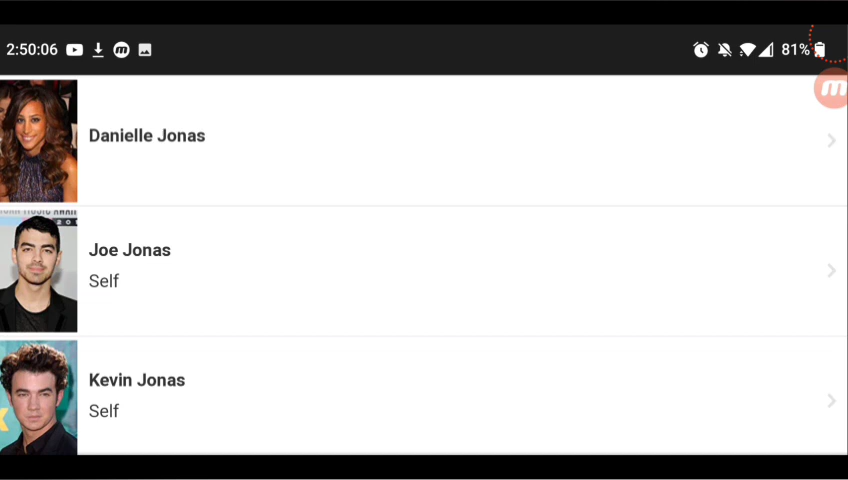 2:50:06 81%
Danielle Jonas
Joe Jonas
Self
Kevin Jonas
Self